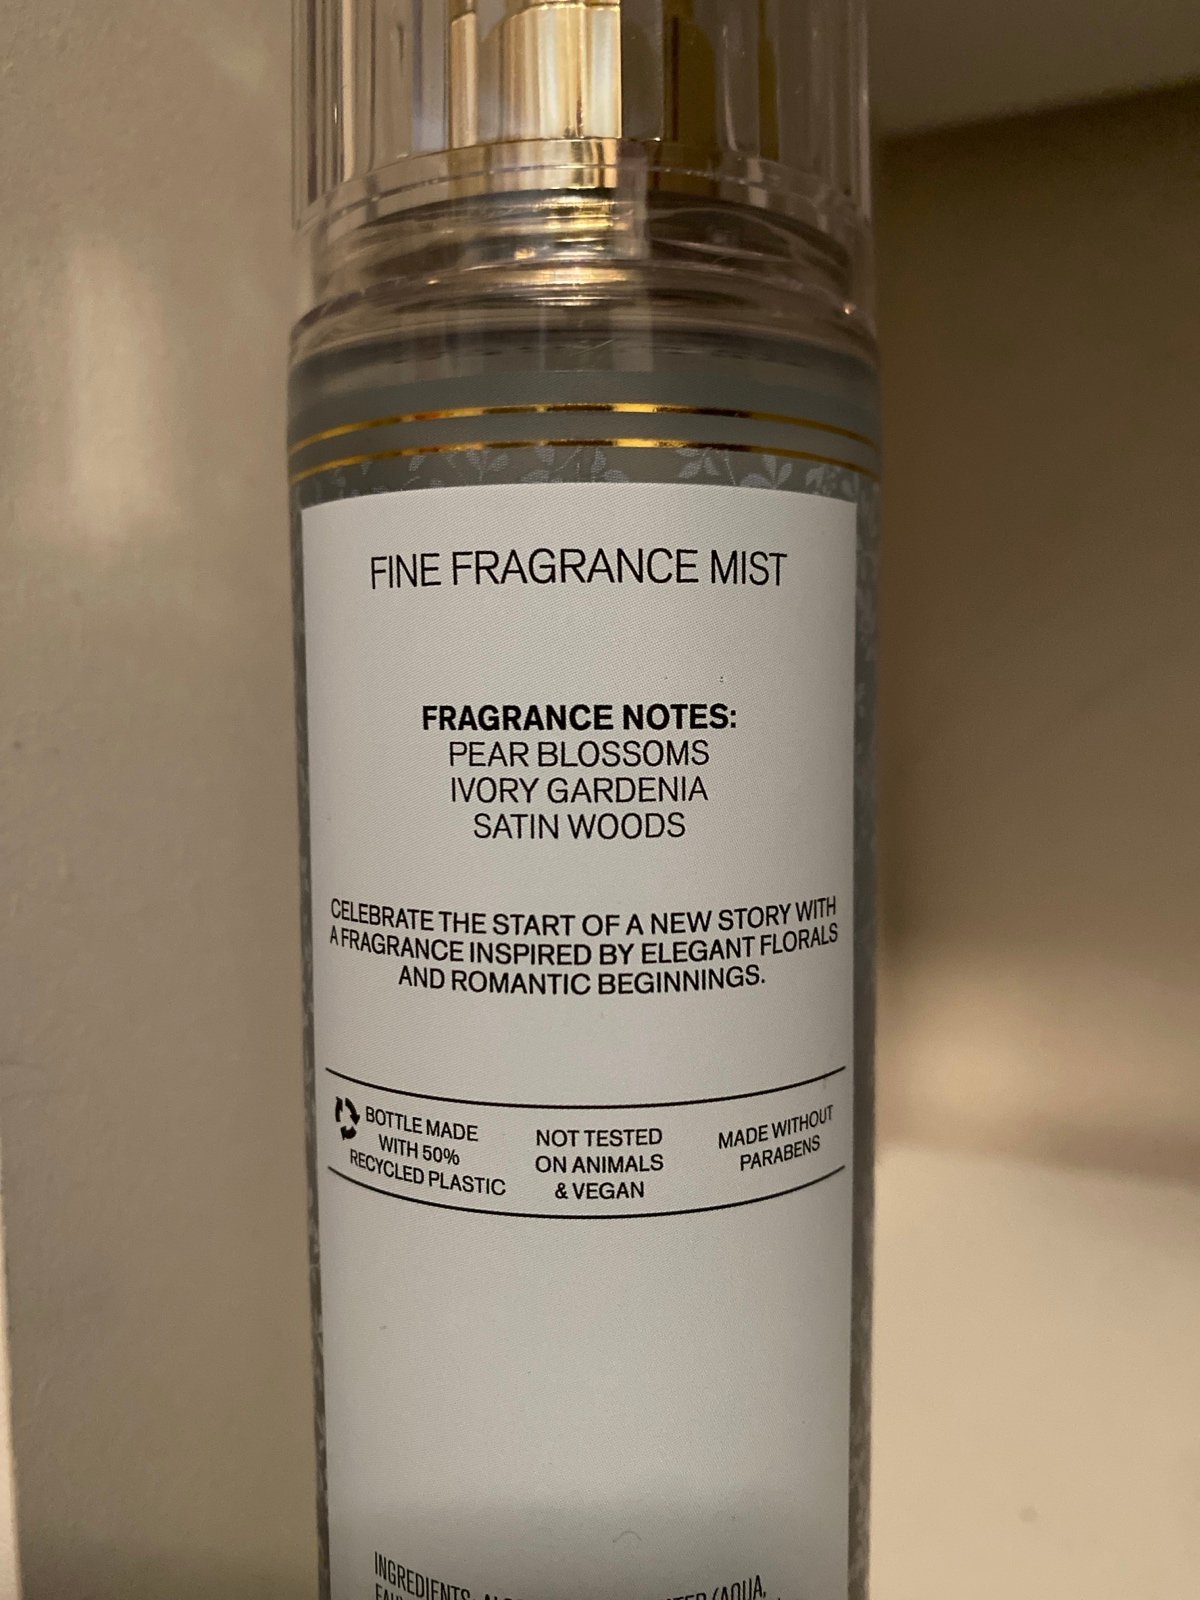 FINE FRAGRANCE MIST
FRAGRANCE NOTES:
PEAR BLOSSOMS
IVORY GARDENIA
SATIN WOODS
CELEBRATE THE START OF A NEW STORY WITH
A FRAGRANCE INSPIRED BY ELEGANT FLORALS
AND ROMANTIC BEGINNINGS.
BOTTLE MADE
WITH 50%
RECYCLED PLASTIC
NOT TESTED
ON ANIMALS
& VEGAN
MADE WITHOUT
PARABENS
INGREDIENTS: (AQUA,